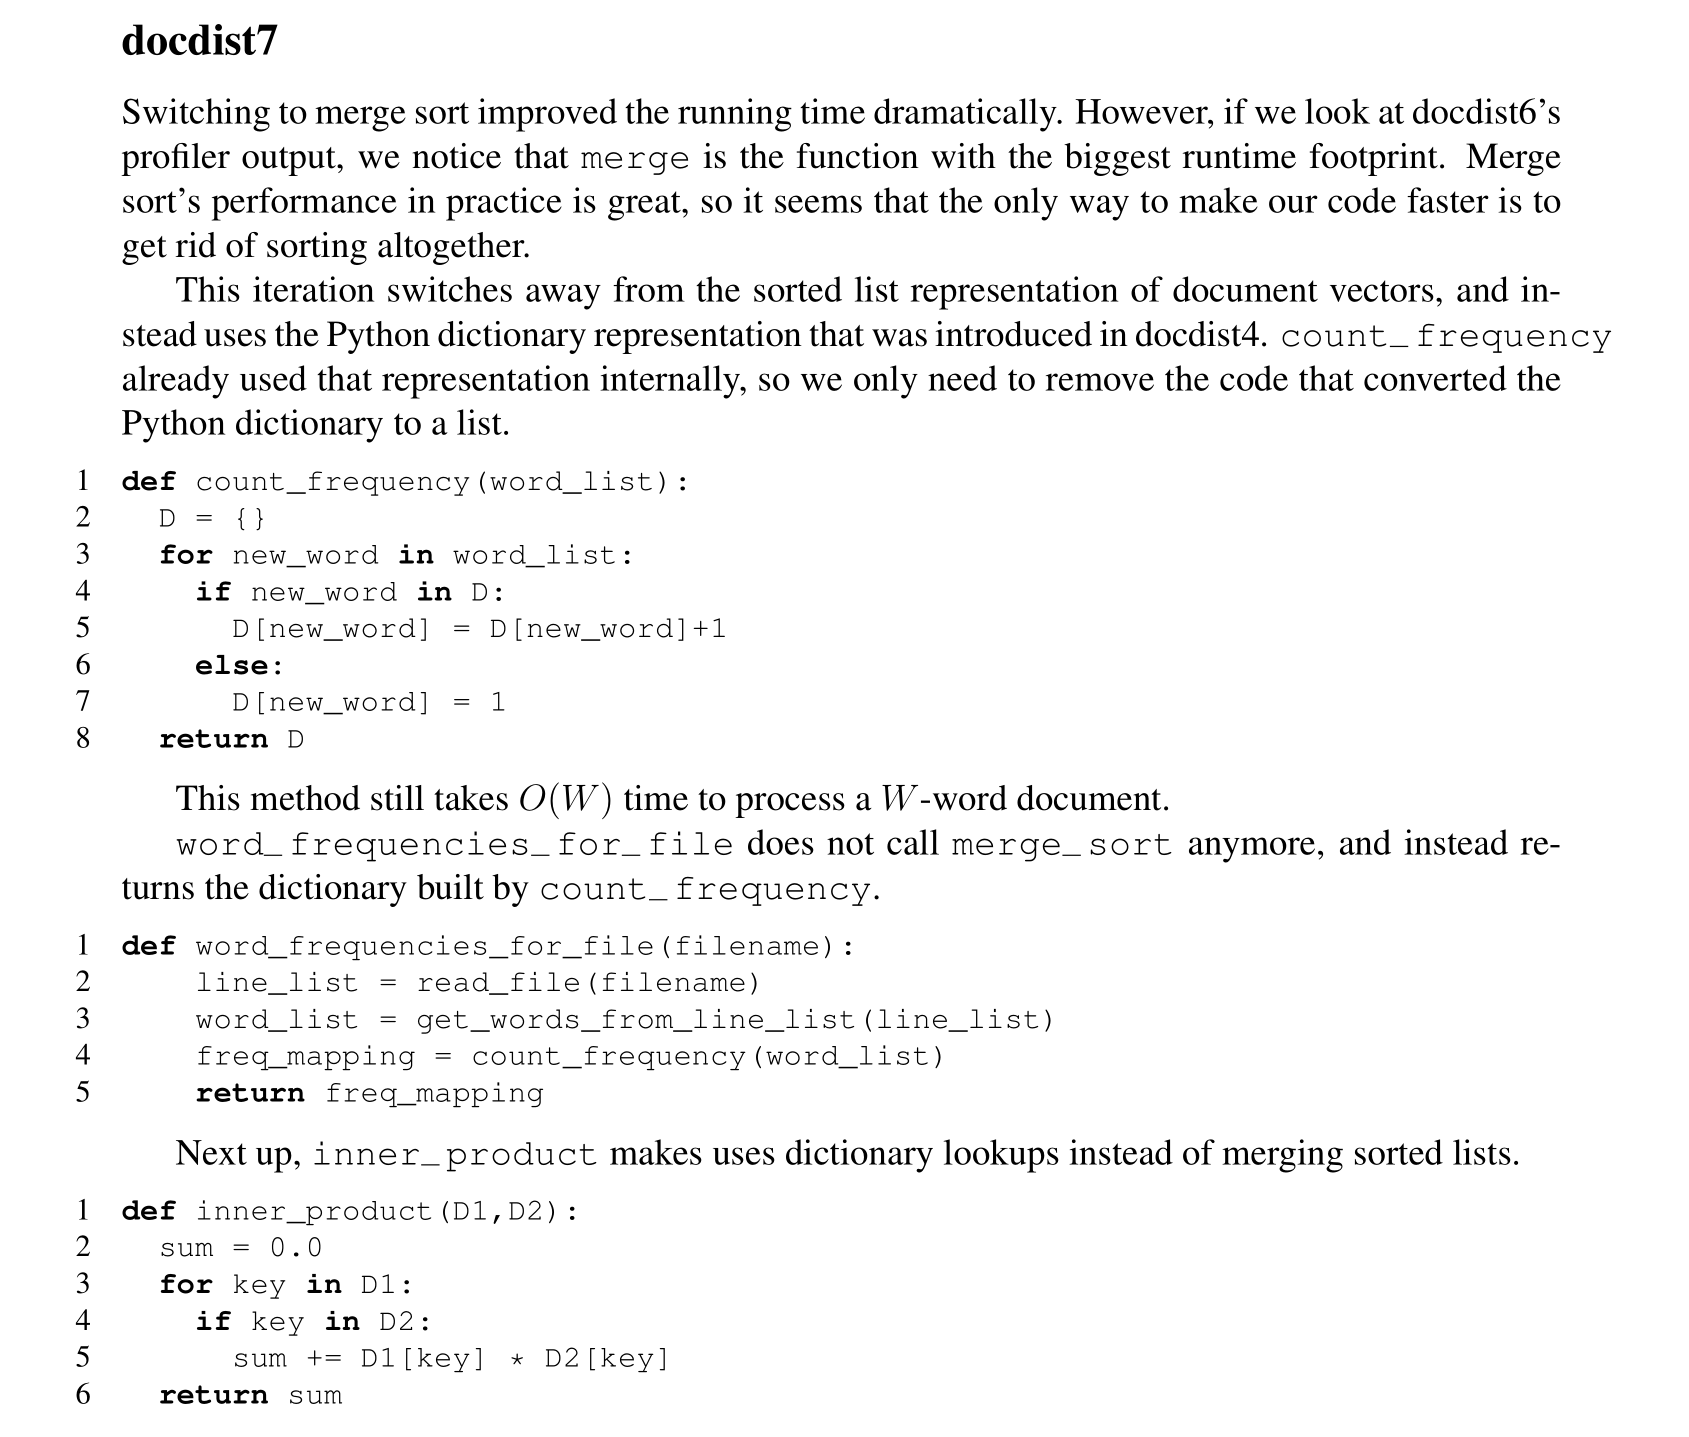 docdist7
Switching to merge sort improved the running time dramatically. However, if we look at docdist6’s
profiler output, we notice that merge is the function with the biggest runtime footprint. Merge
sort’s performance in practice is great, so it seems that the only way to make our code faster is to
get rid of sorting altogether.
This iteration switches away from the sorted list representation of document vectors, and in-
stead uses the Python dictionary representation that was introduced in docdist4. count_frequency
already used that representation internally, so we only need to remove the code that converted the
Python dictionary to a list.
1 def count_frequency(word_list):
2   D = {}
3   for new_word in word_list:
4     if new_word in D:
5       D[new_word] = D[new_word]+1
6     else:
7       D[new_word] = 1
8   return D
This method still takes O(W) time to process a W-word document.
word_frequencies_for_file does not call merge_sort anymore, and instead re-
turns the dictionary built by count_frequency.
1 def word_frequencies_for_file(filename):
2     line_list = read_file(filename)
3     word_list = get_words_from_line_list(line_list)
4     freq_mapping = count_frequency(word_list)
5     return freq_mapping
Next up, inner_product makes uses dictionary lookups instead of merging sorted lists.
1 def inner_product(D1,D2):
2   sum = 0.0
3   for key in D1:
4     if key in D2:
5       sum += D1[key] * D2[key]
6   return sum